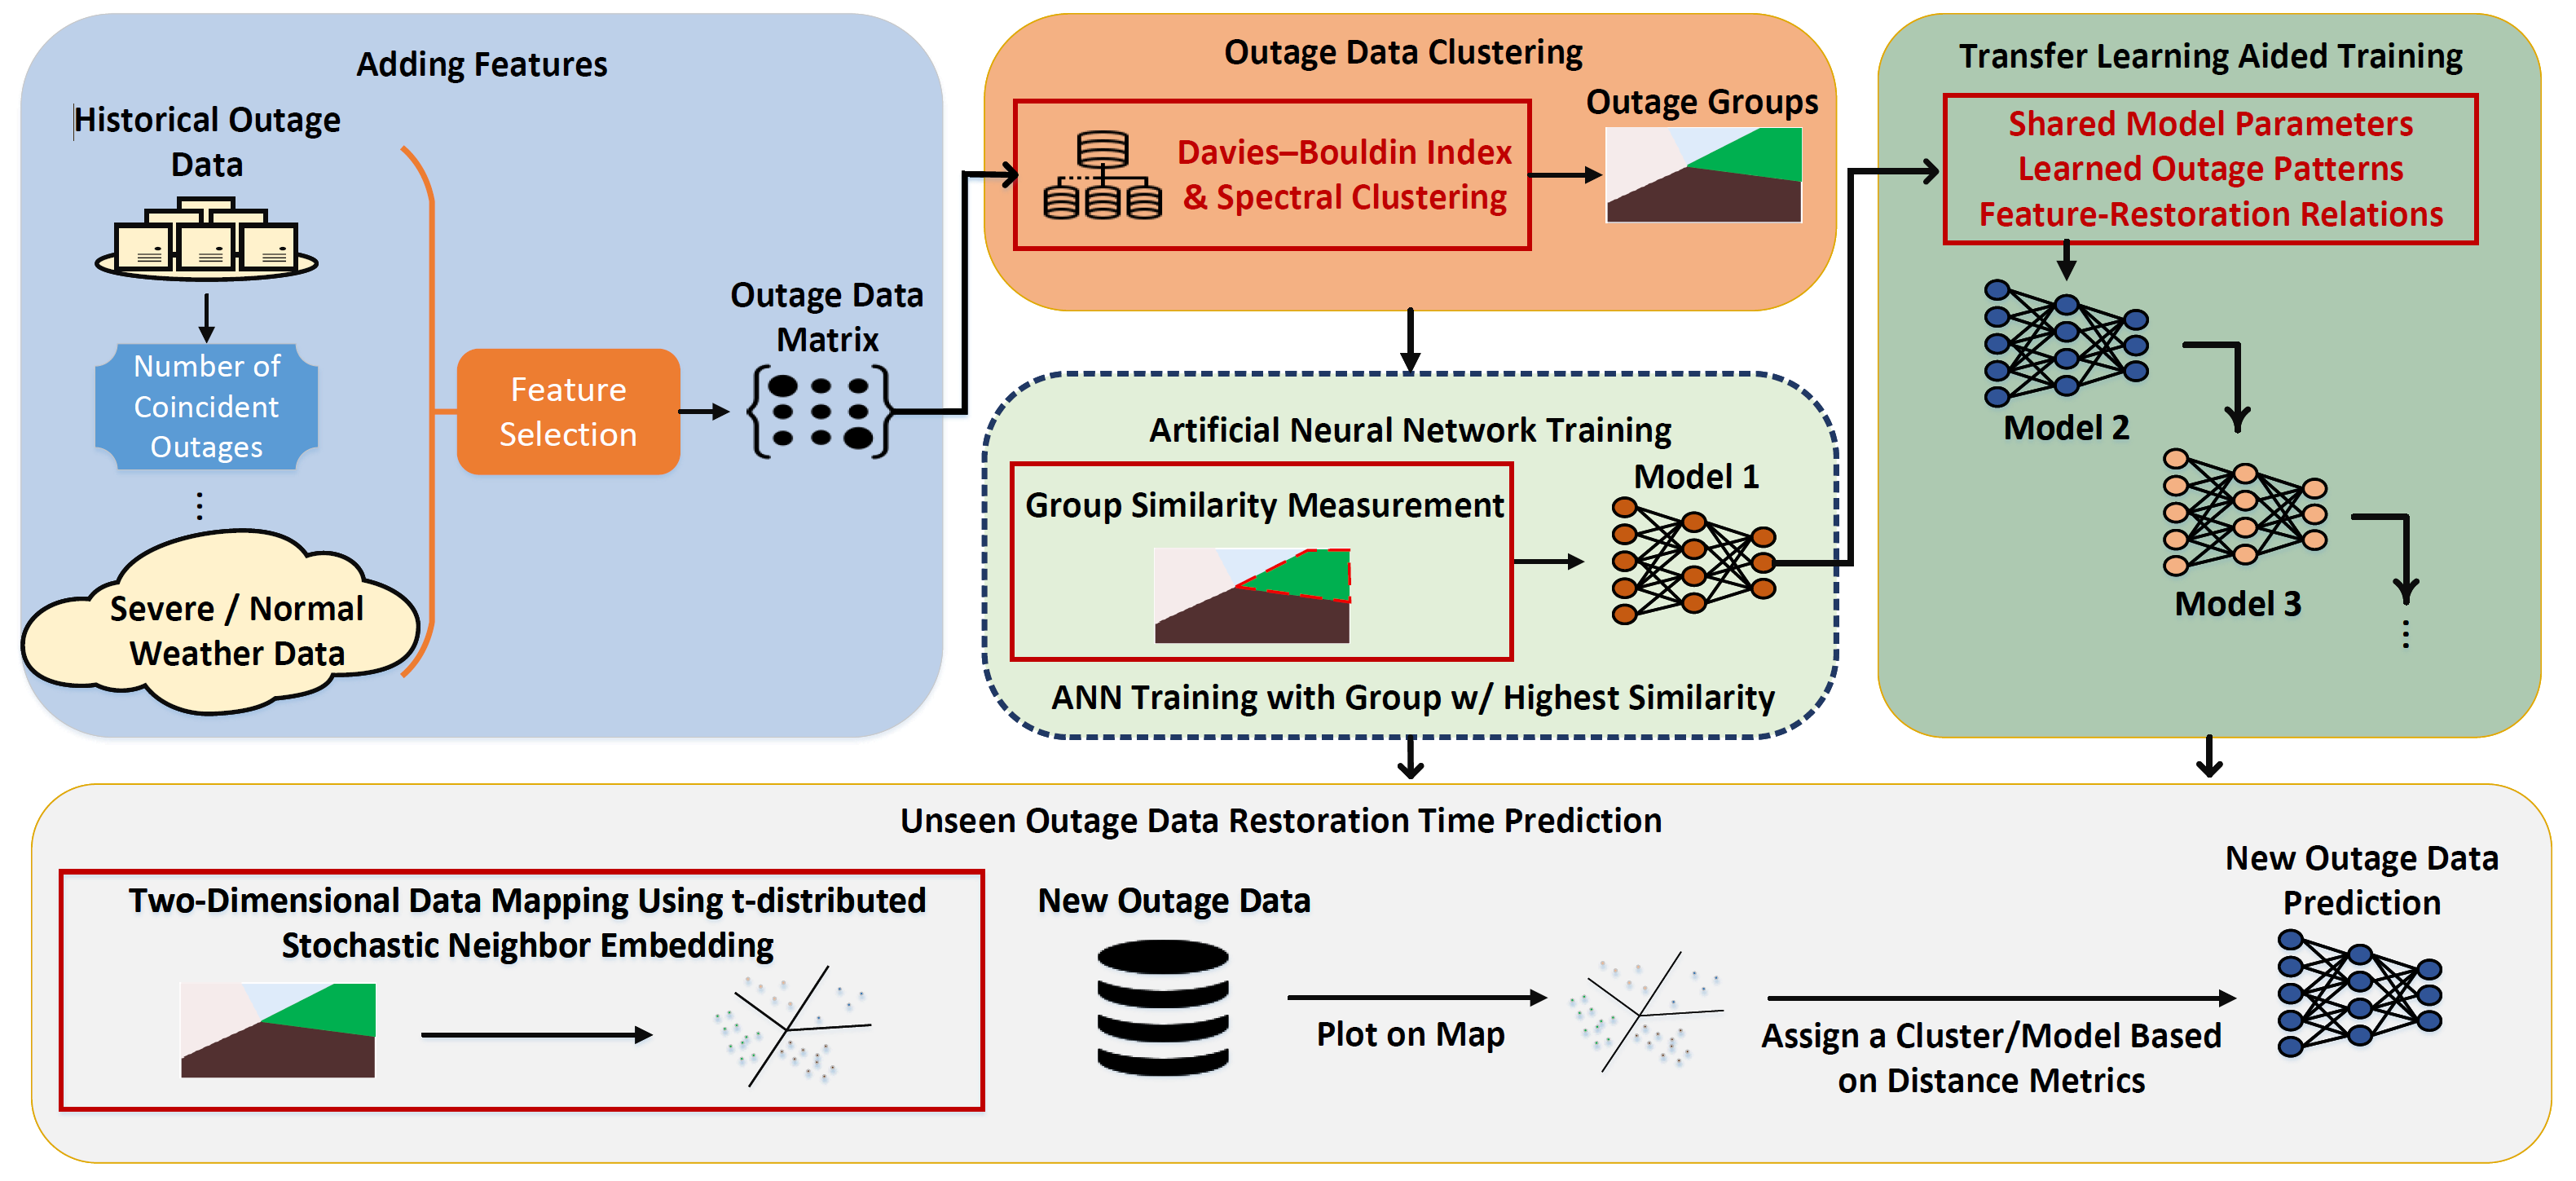 Adding Features
Historical Outage
Data
Number of
Coincident
Outages
⋮
Severe / Normal
Weather Data
Feature
Selection
Outage Data
Matrix
Outage Data Clustering
Davies–Bouldin Index
& Spectral Clustering
Outage Groups
Artificial Neural Network Training
Group Similarity Measurement
Model 1
ANN Training with Group w/ Highest Similarity
Transfer Learning Aided Training
Shared Model Parameters
Learned Outage Patterns
Feature-Restoration Relations
Model 2
Model 3
⋮
Unseen Outage Data Restoration Time Prediction
Two-Dimensional Data Mapping Using t-distributed
Stochastic Neighbor Embedding
New Outage Data
Plot on Map
Assign a Cluster/Model Based
on Distance Metrics
New Outage Data
Prediction